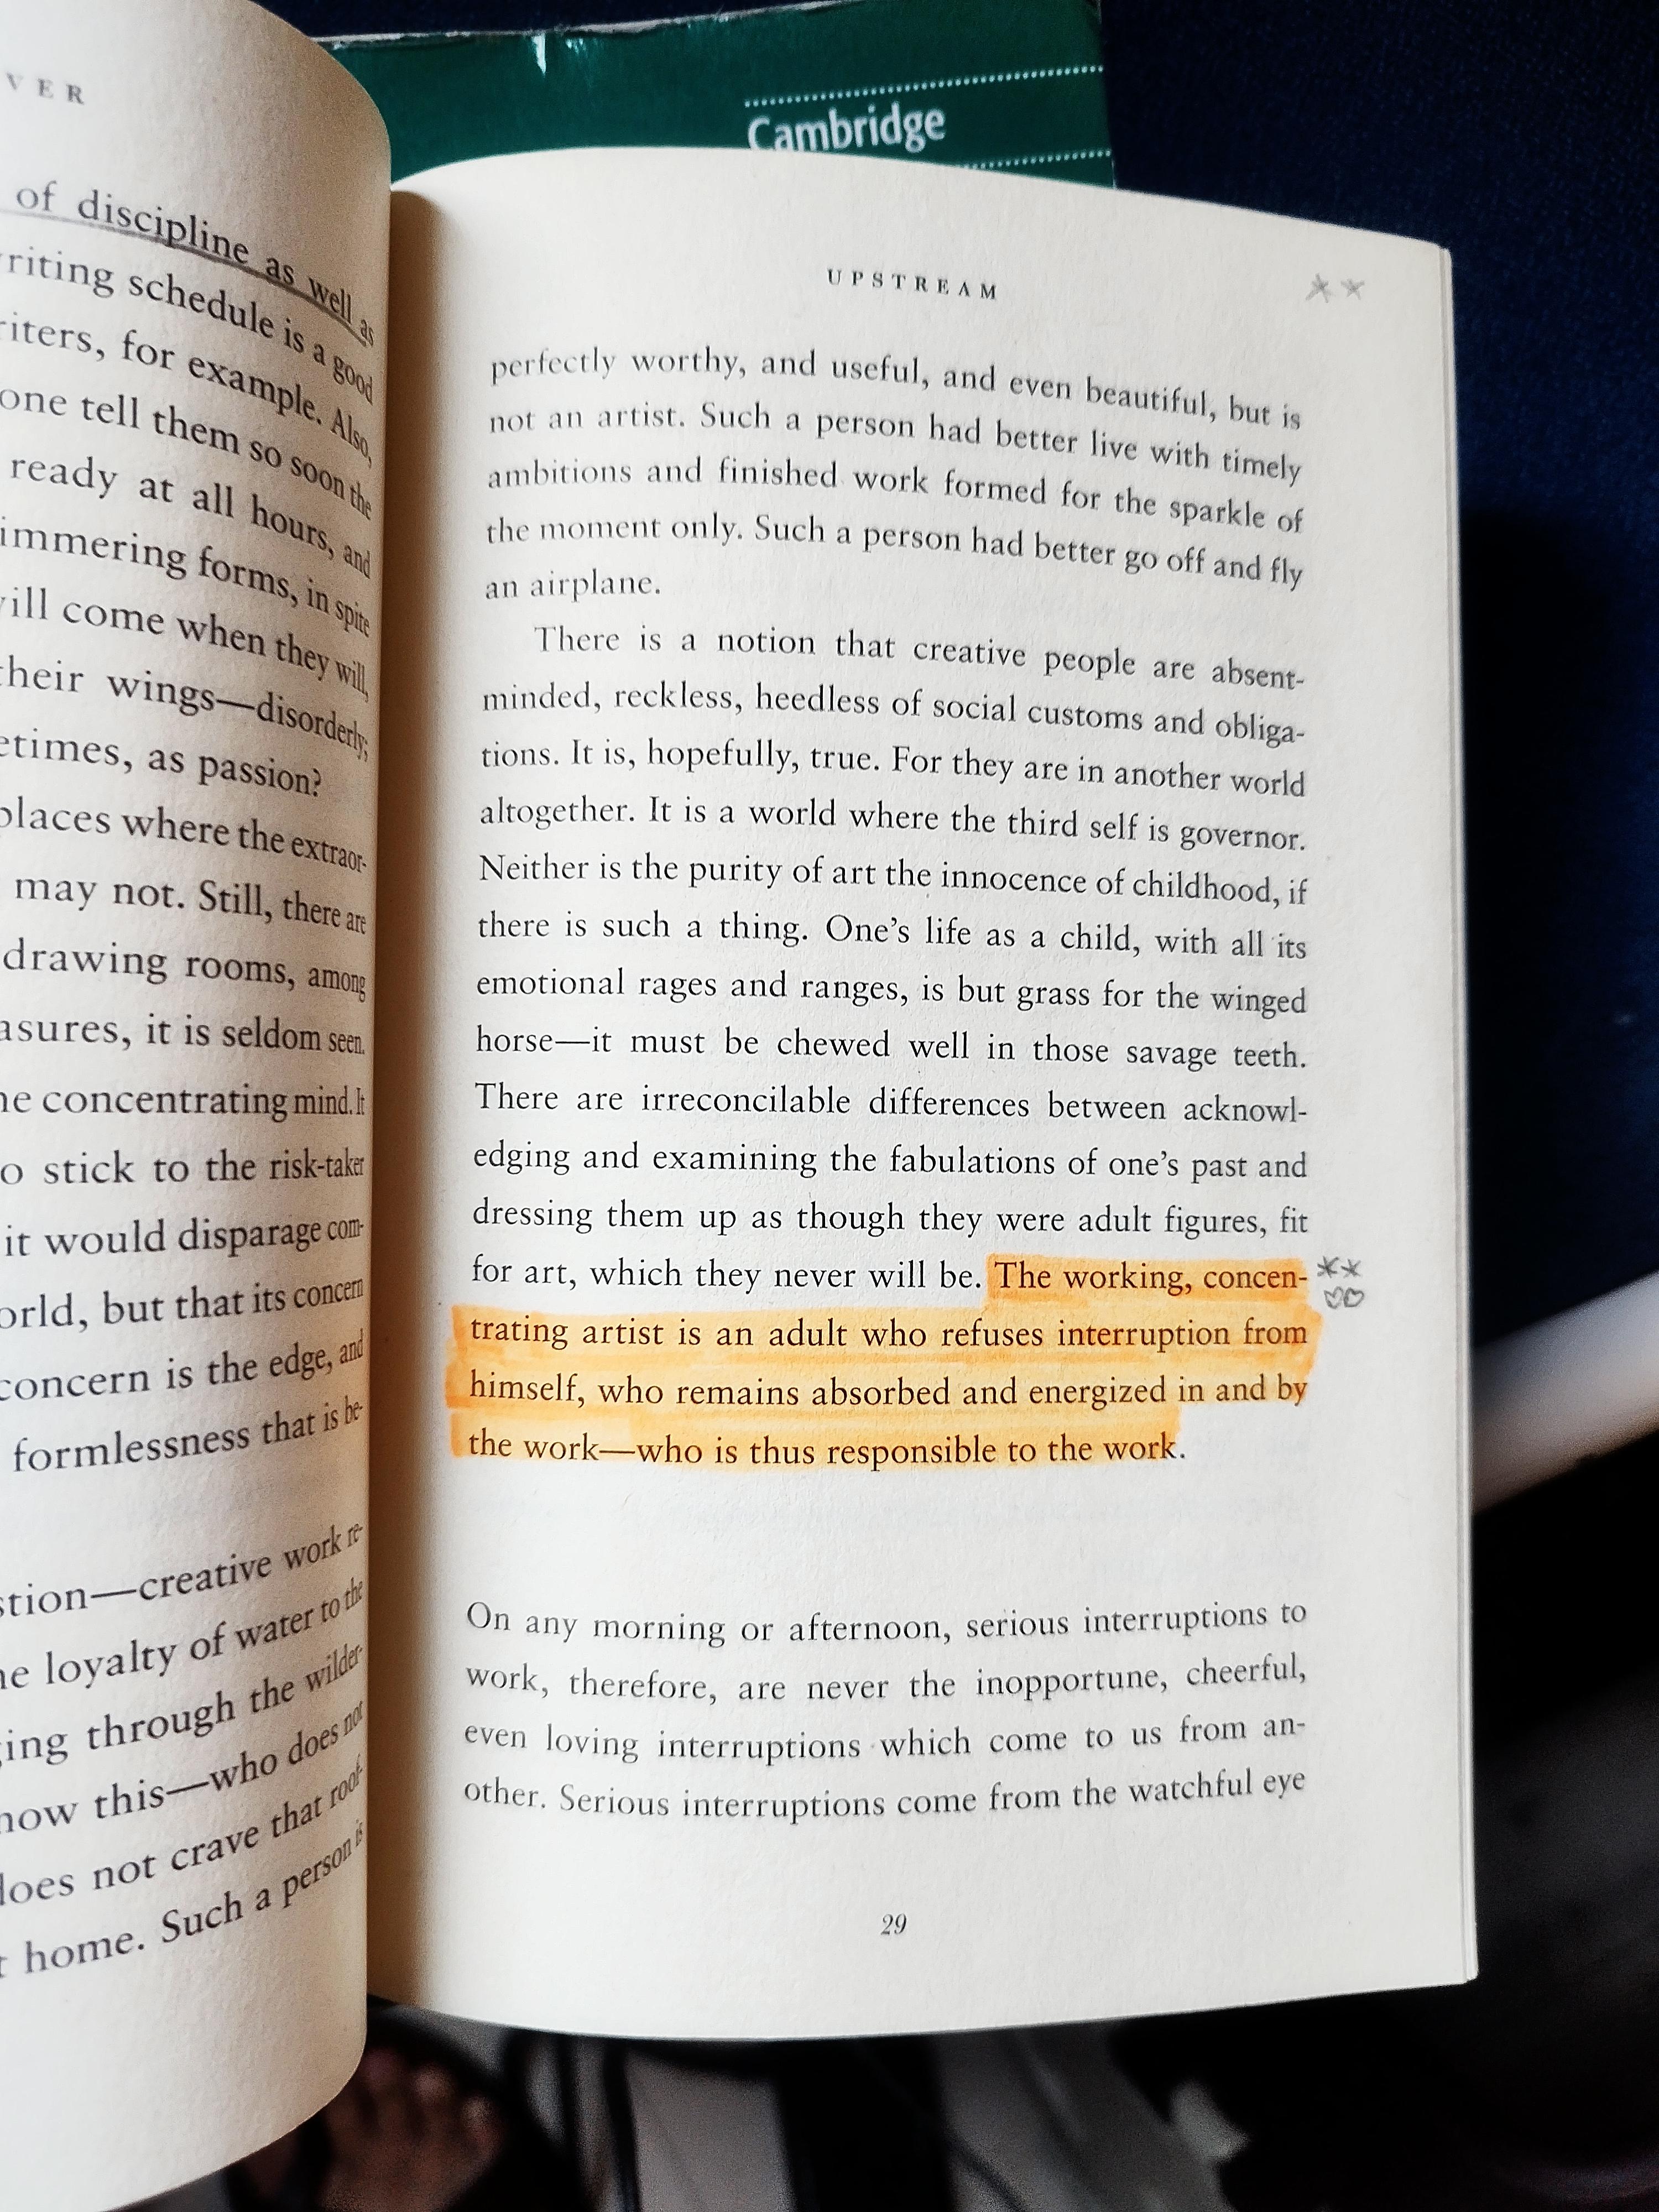 Cambridge
VER
of discipline as well as
writing schedule is a good
for example. Also,
one tell them so soon the
ready at all hours, and
forms, in spite
will come when they will,
their wings—disorderly;
as passion?
places where the extraor-
may not. Still, there are
drawing rooms, among
it is seldom seen.
concentrating mind. It
stick to the risk-taker
it would disparage com-
but that its concern
concern is the edge, and
formlessness that is be-
creative work re-
loyalty of water to the
through the wilder-
this—who does not
does not crave that roof-
home. Such a person is
UPSTREAM
perfectly worthy, and useful, and even beautiful, but is
not an artist. Such a person had better live with timely
ambitions and finished work formed for the sparkle of
the moment only. Such a person had better go off and fly
an airplane.
There is a notion that creative people are absent-
minded, reckless, heedless of social customs and obliga-
tions. It is, hopefully, true. For they are in another world
altogether. It is a world where the third self is governor.
Neither is the purity of art the innocence of childhood, if
there is such a thing. One's life as a child, with all its
emotional rages and ranges, is but grass for the winged
horse—it must be chewed well in those savage teeth.
There are irreconcilable differences between acknowl-
edging and examining the fabulations of one's past and
dressing them up as though they were adult figures, fit
for art, which they never will be. The working, concen-
trating artist is an adult who refuses interruption from
himself, who remains absorbed and energized in and by
the work—who is thus responsible to the work.
On any morning or afternoon, serious interruptions to
work, therefore, are never the inopportune, cheerful,
even loving interruptions which come to us from an-
other. Serious interruptions come from the watchful eye
29